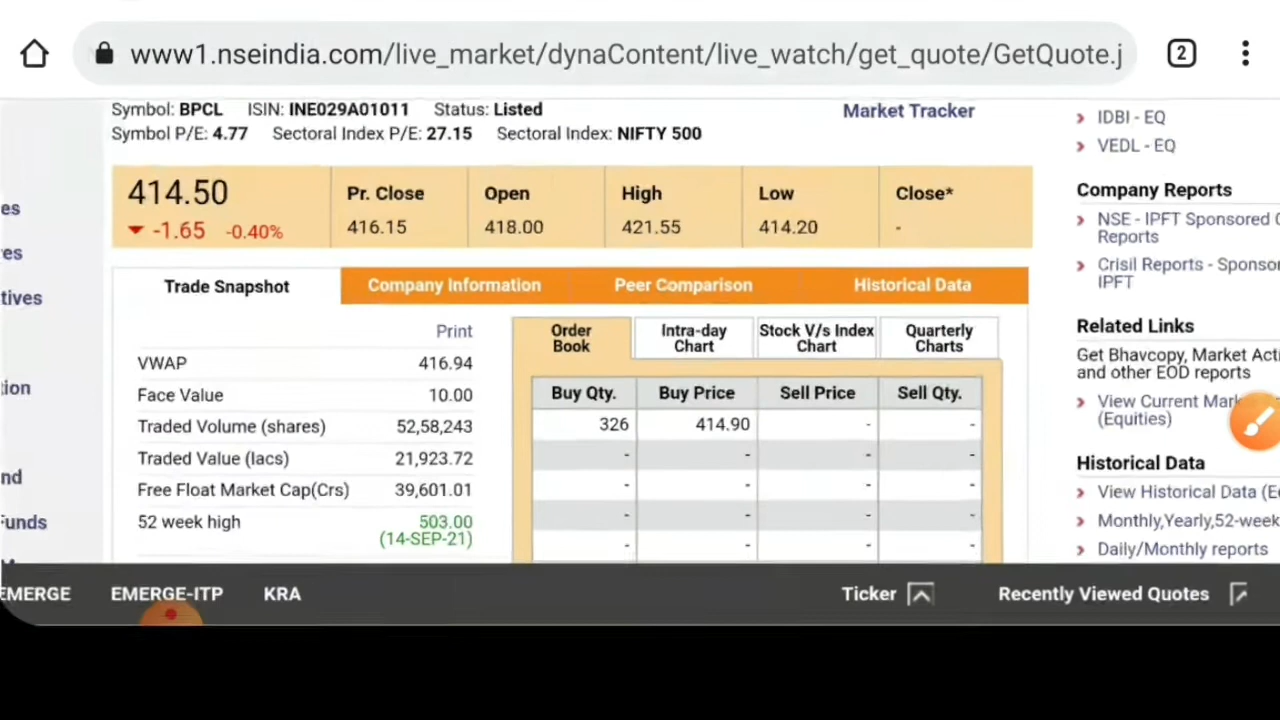 www1.nseindia.com/live_market/dynaContent/live_watch/get_quote/GetQuote.j
2
Symbol: BPCL ISIN: INE029A01011 Status: Listed
Market Tracker
Symbol P/E: 4.77 Sectoral Index P/E: 27.15 Sectoral Index: NIFTY 500
414.50
-1.65 -0.40%
Pr. Close Open High Low Close*
416.15 418.00 421.55 414.20 -
Trade Snapshot Company Information Peer Comparison Historical Data
Print
VWAP 416.94
Face Value 10.00
Traded Volume (shares) 52,58,243
Traded Value (lacs) 21,923.72
Free Float Market Cap(Crs) 39,601.01
52 week high 503.00
(14-SEP-21)
Order
Book
Intra-day
Chart
Stock V/s Index
Chart
Quarterly
Charts
Buy Qty. Buy Price Sell Price Sell Qty.
326 414.90 - -
- - - -
- - - -
- - - -
- - - -
IDBI - EQ
VEDL - EQ
Company Reports
NSE - IPFT Sponsored
Reports
Crisil Reports - Sponsor
IPFT
Related Links
Get Bhavcopy, Market Acti
and other EOD reports
View Current Mark
(Equities)
Historical Data
View Historical Data (E
Monthly,Yearly,52-week
Daily/Monthly reports
es
es
tives
tion
nd
Funds
EMERGE EMERGE-ITP KRA Ticker Recently Viewed Quotes